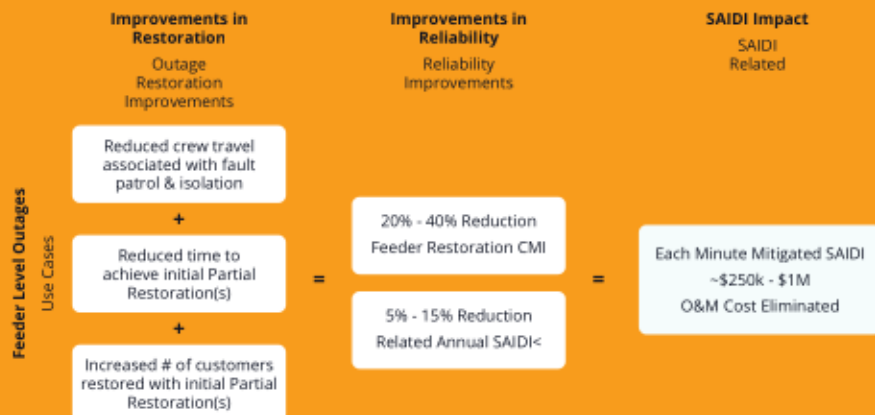 Improvements in
Restoration
Outage
Restoration
Improvements
Improvements in
Reliability
Reliability
Improvements
SAIDI Impact
SAIDI
Related
Feeder Level Outages
Use Cases
Reduced crew travel
associated with fault
patrol & isolation
+
Reduced time to
achieve initial Partial
Restoration(s)
+
Increased # of customers
restored with initial Partial
Restoration(s)
=
20% - 40% Reduction
Feeder Restoration CMI
5% - 15% Reduction
Related Annual SAIDI<
=
Each Minute Mitigated SAIDI
~$250k - $1M
O&M Cost Eliminated